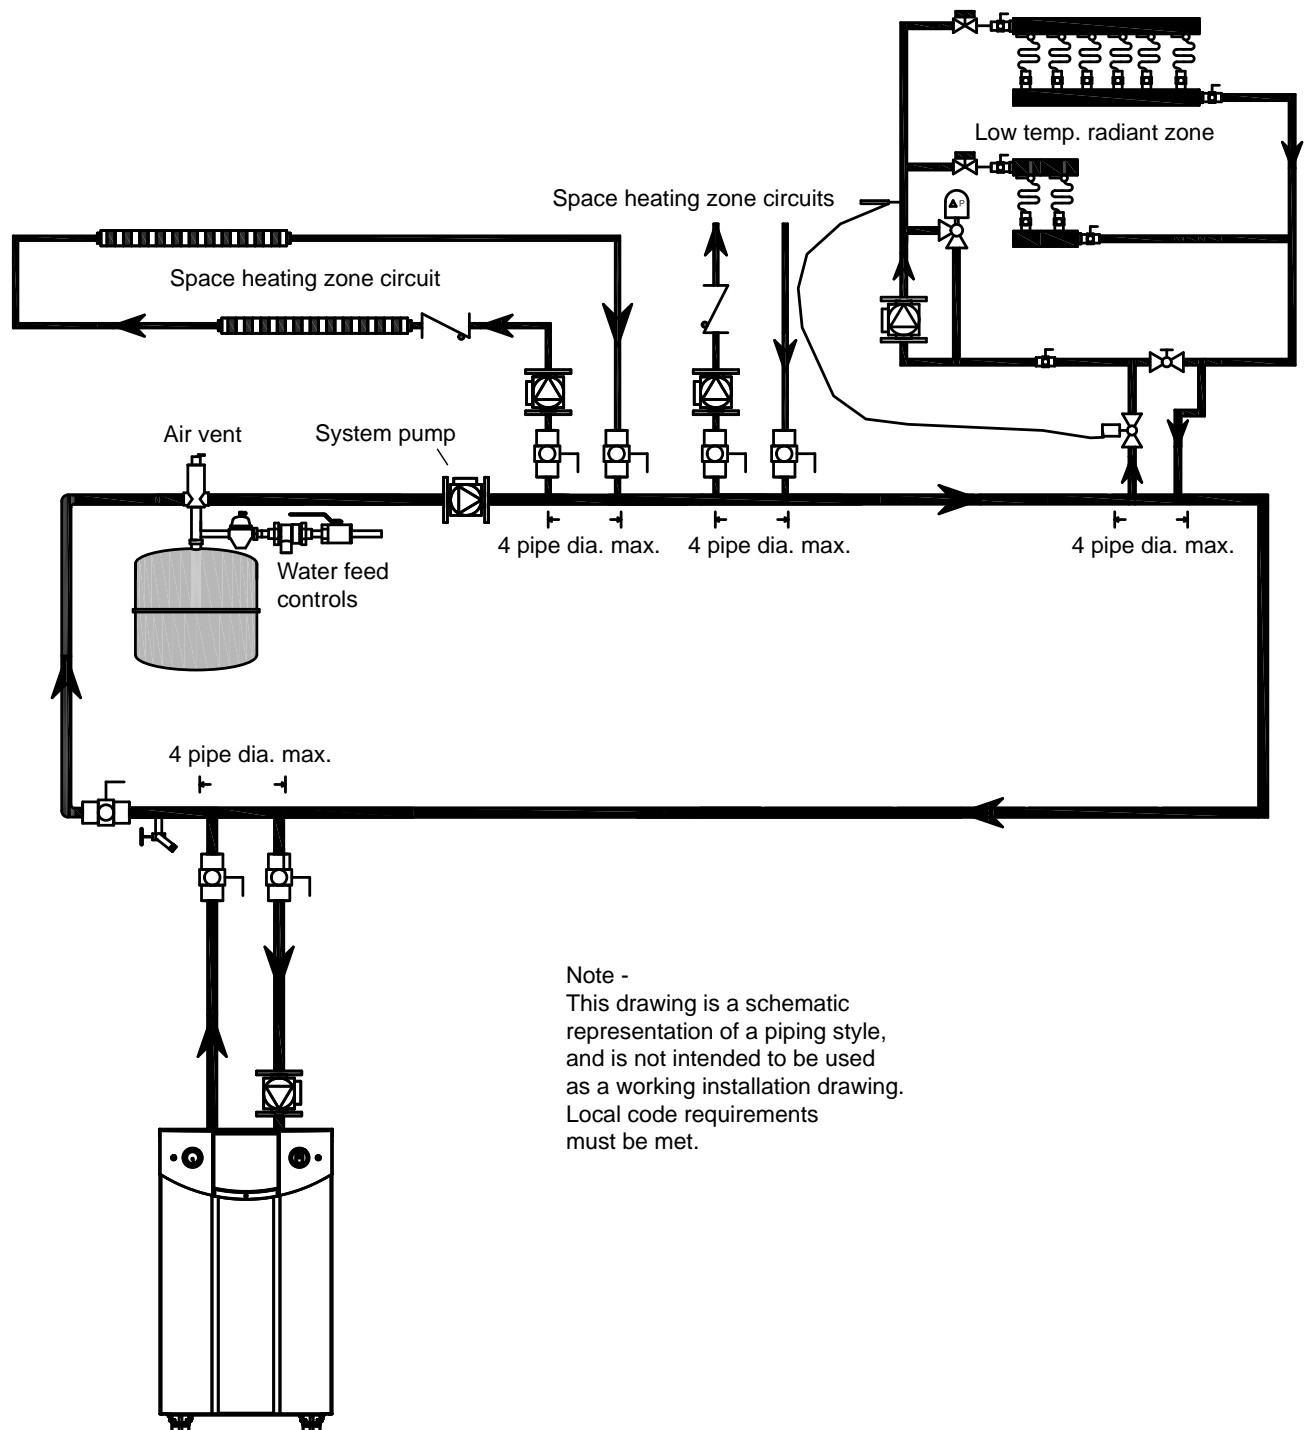 Low temp. radiant zone
Space heating zone circuits
P
Space heating zone circuit
Air vent
System pump
4 pipe dia. max.
4 pipe dia. max.
4 pipe dia. max.
Water feed
controls
4 pipe dia. max.
Note -
This drawing is a schematic
representation of a piping style,
and is not intended to be used
as a working installation drawing.
Local code requirements
must be met.